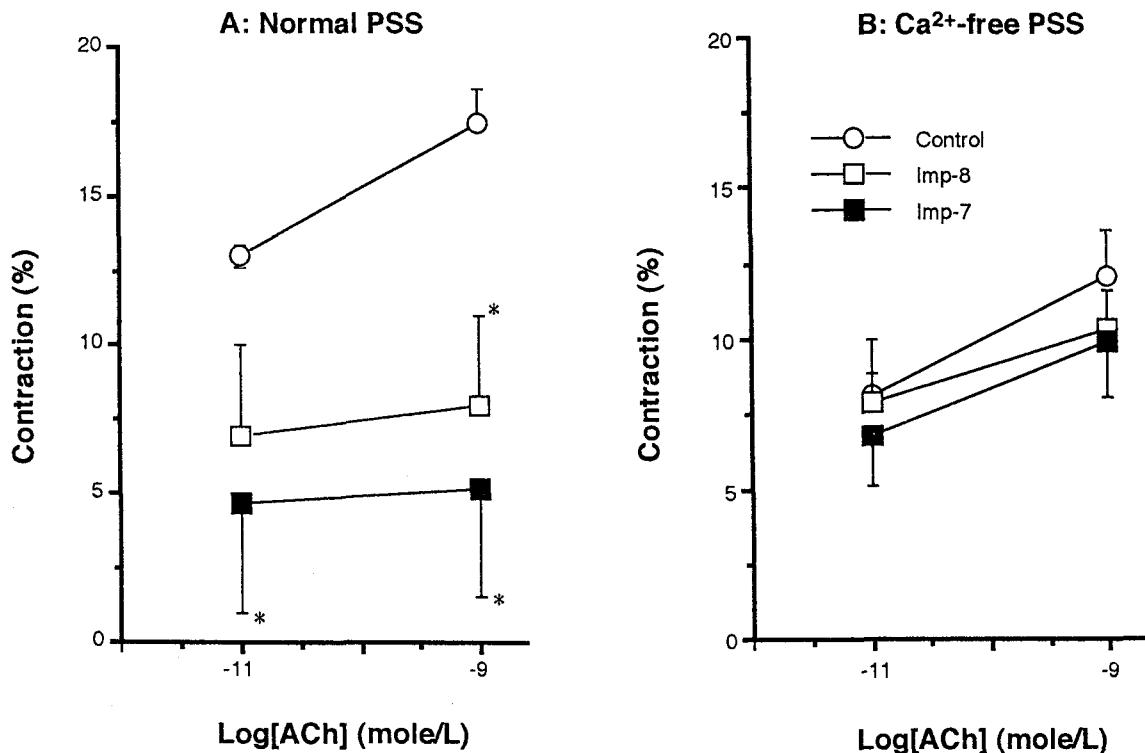 A: Normal PSS
20
15
10
5
0
Contraction (%)
*
*
*
-11
-9
Log[ACh] (mole/L)
B: Ca²⁺-free PSS
20
15
10
5
0
Contraction (%)
Control
Imp-8
Imp-7
-11
-9
Log[ACh] (mole/L)